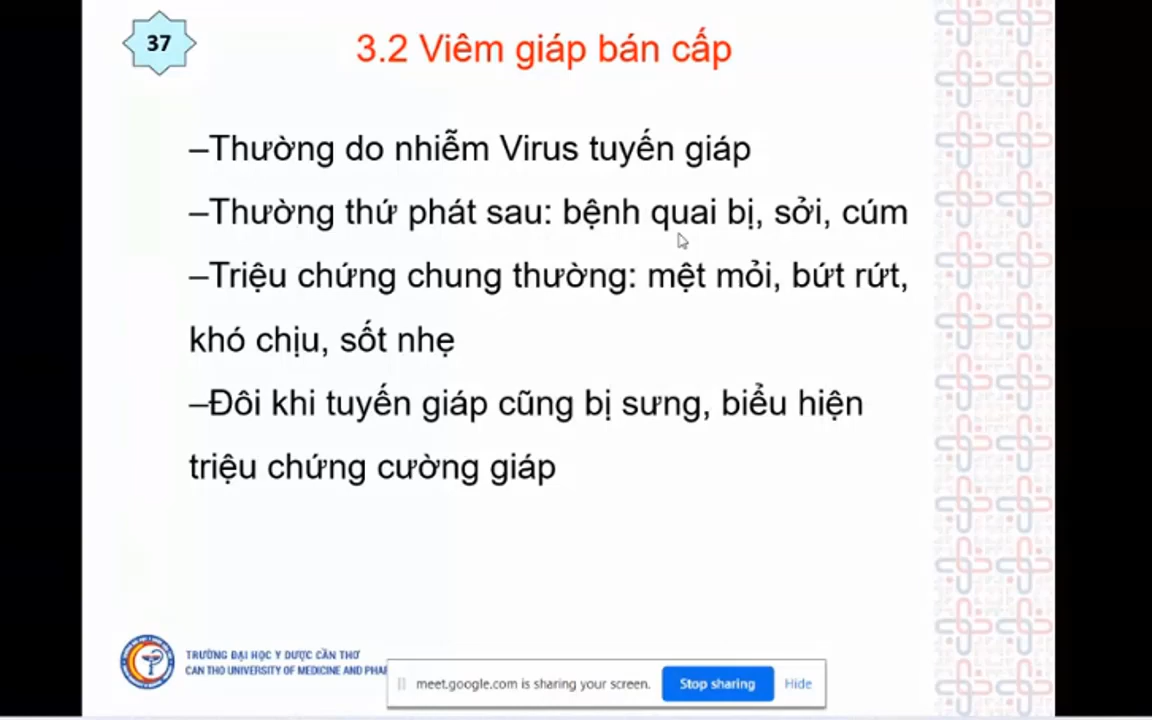 37
3.2 Viêm giáp bán cấp
–Thường do nhiễm Virus tuyến giáp
–Thường thứ phát sau: bệnh quai bị, sởi, cúm
–Triệu chứng chung thường: mệt mỏi, bứt rứt,
khó chịu, sốt nhẹ
–Đôi khi tuyến giáp cũng bị sưng, biểu hiện
triệu chứng cường giáp
TRƯỜNG ĐẠI HỌC Y DƯỢC CẦN THƠ
CAN THO UNIVERSITY OF MEDICINE AND PHAR
meet.google.com is sharing your screen.
Stop sharing
Hide